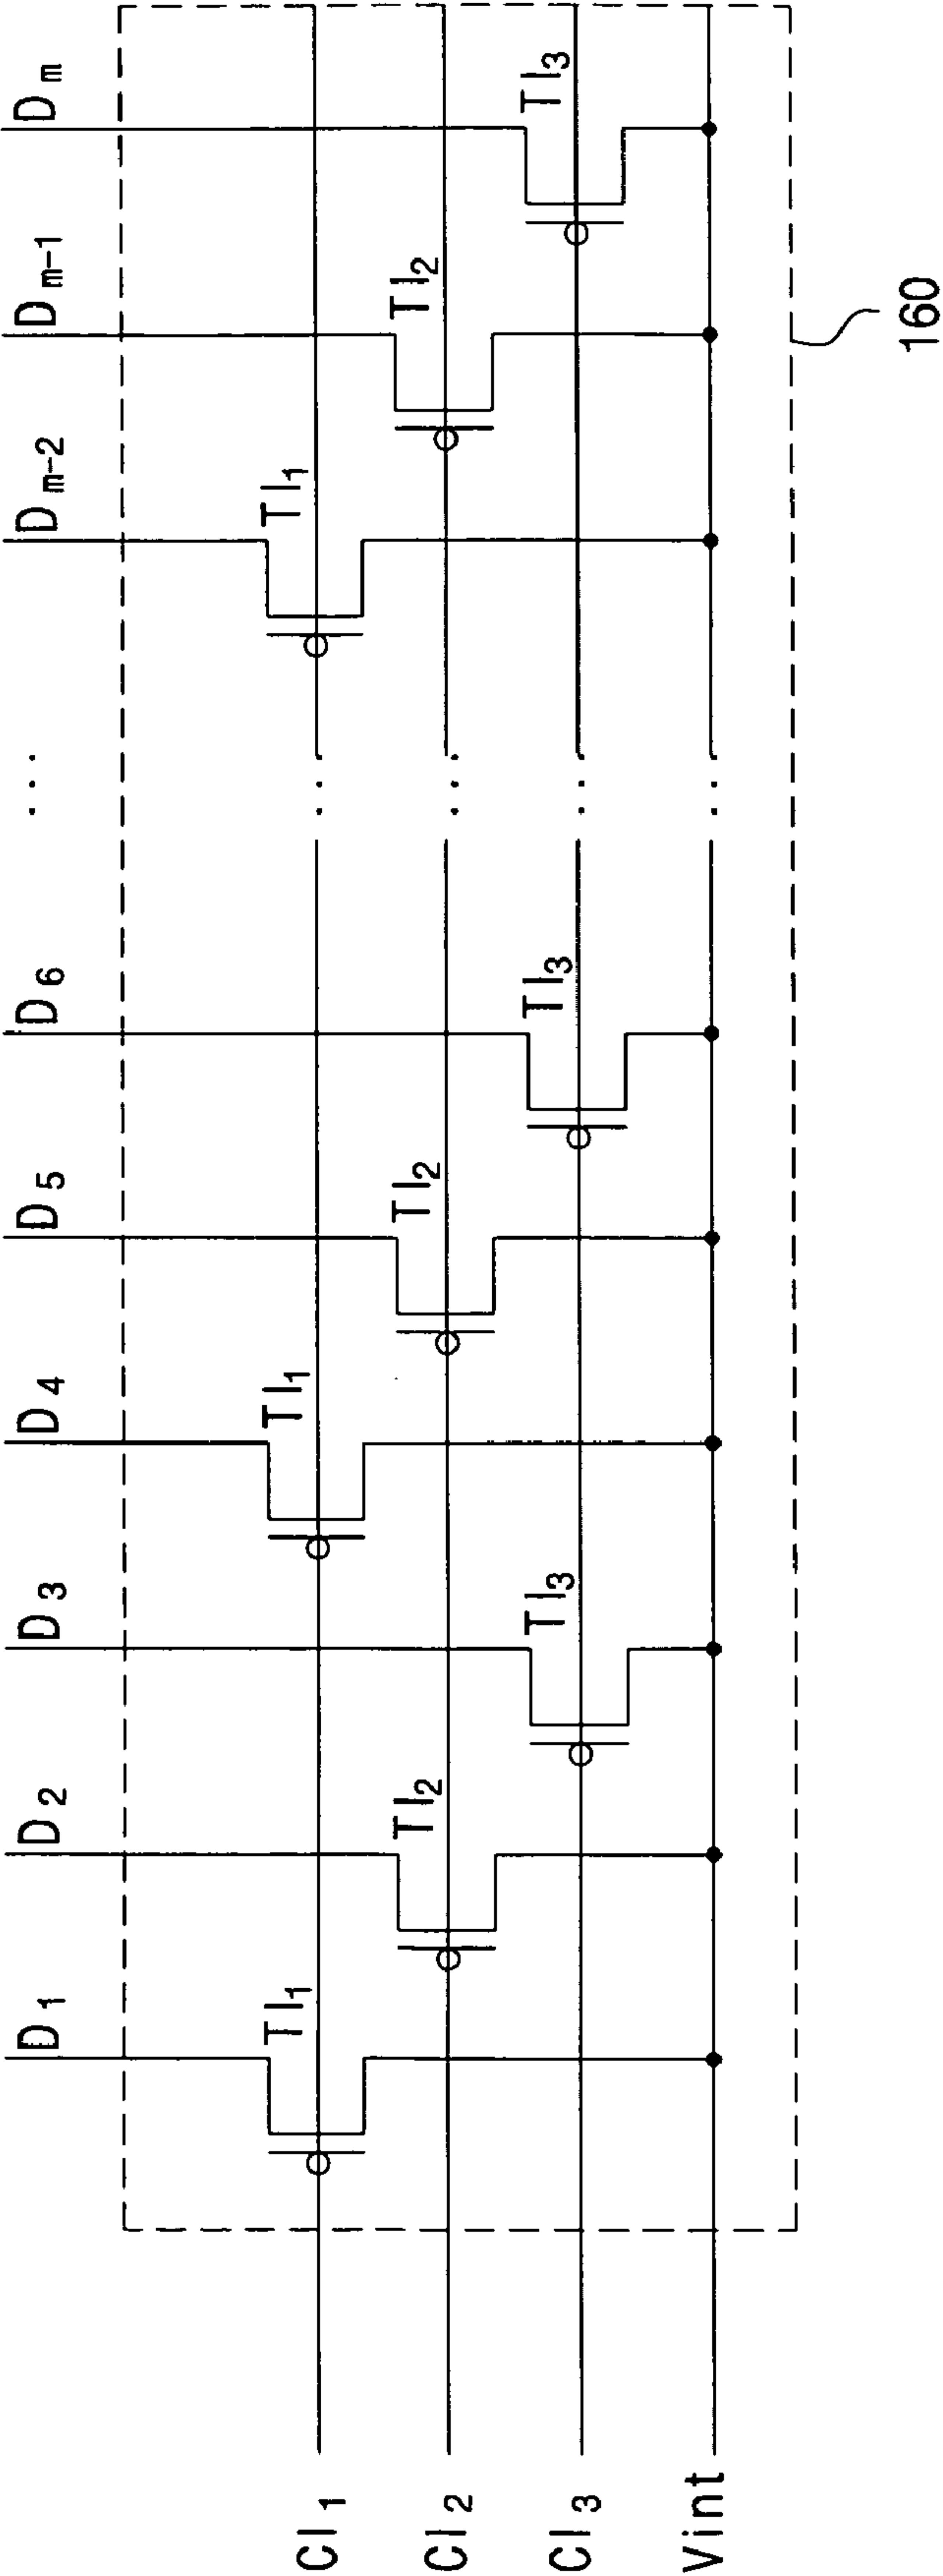 D1 D2 D3 D4 D5 D6 ... Dm-2 Dm-1 Dm
TI1 TI1 TI1
CI1 ...
TI2 TI2 TI2
CI2 ...
TI3 TI3 TI3
CI3 ...
Vint ...
160